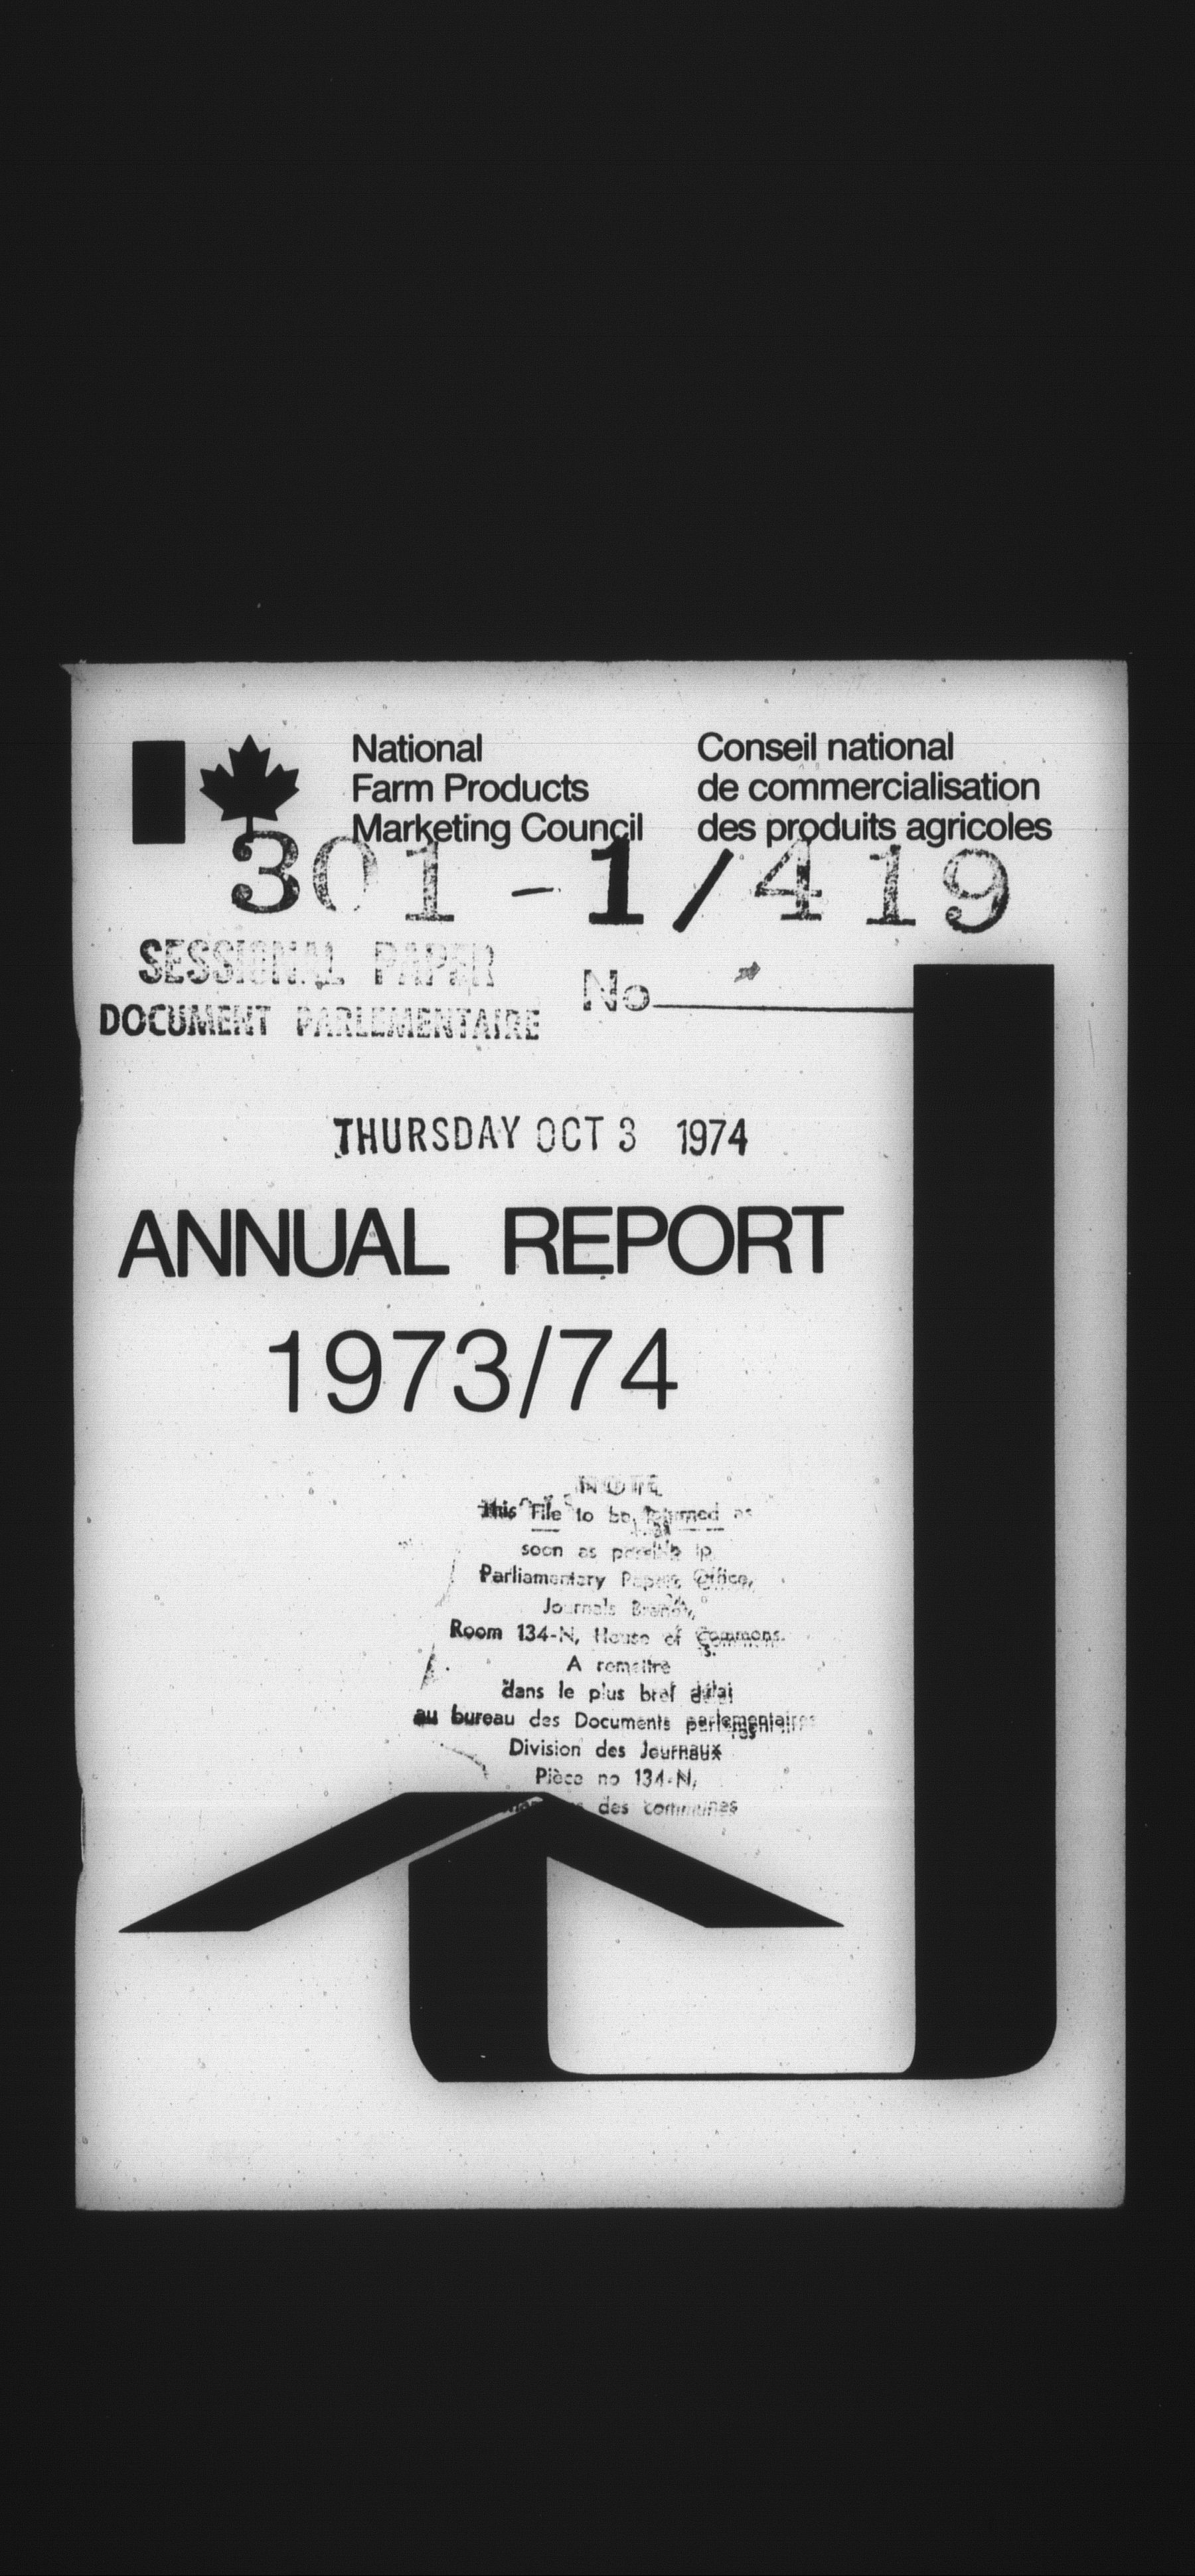 National
Farm Products
Marketing Council
Conseil national
de commercialisation
des produits agricoles
301-1/419
SESSIONAL PAPER
DOCUMENT PARLEMENTAIRE
No
THURSDAY OCT 3 1974
ANNUAL REPORT
1973/74
NOTE
This File to be returned as
soon as possible to
Parliamentary Papers Office,
Journals Branch,
Room 134-N, House of Commons.
A remettre
dans le plus bref délai
au bureau des Documents parlementaires
Division des Journaux
Pièce no 134-N,
des communes